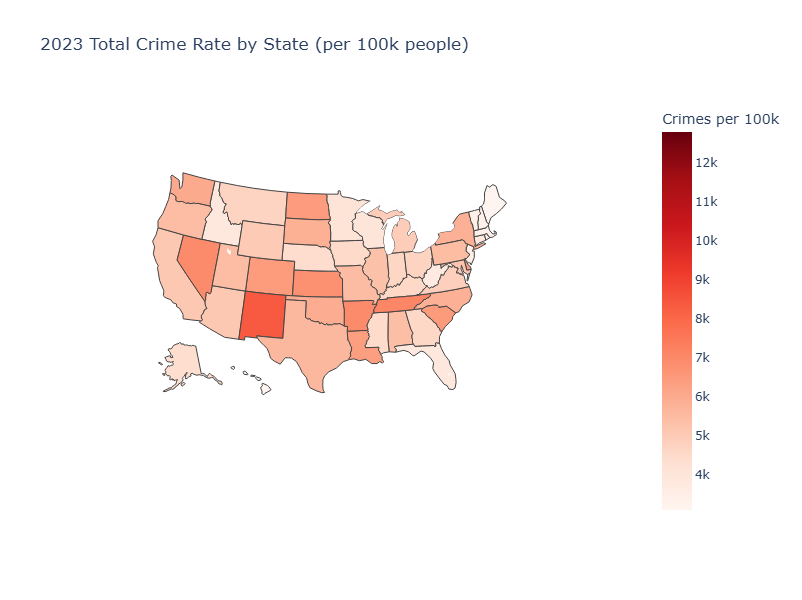 2023 Total Crime Rate by State (per 100k people)
Crimes per 100k
12k
11k
10k
9k
8k
7k
6k
5k
4k